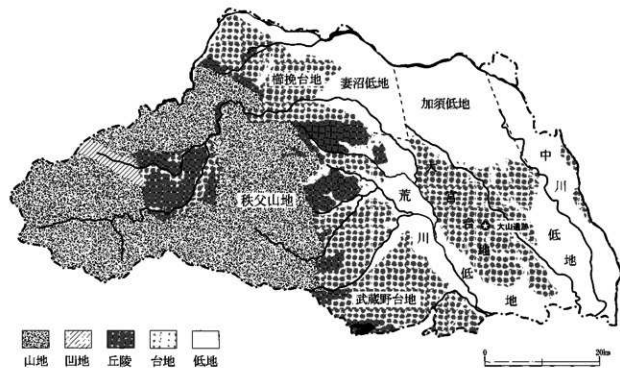 櫛挽台地
妻沼低地
加須低地
中川低地
大宮台地
大山遺跡
秩父山地
荒川低地
武蔵野台地
山地
凹地
丘陵
台地
低地
0
20km